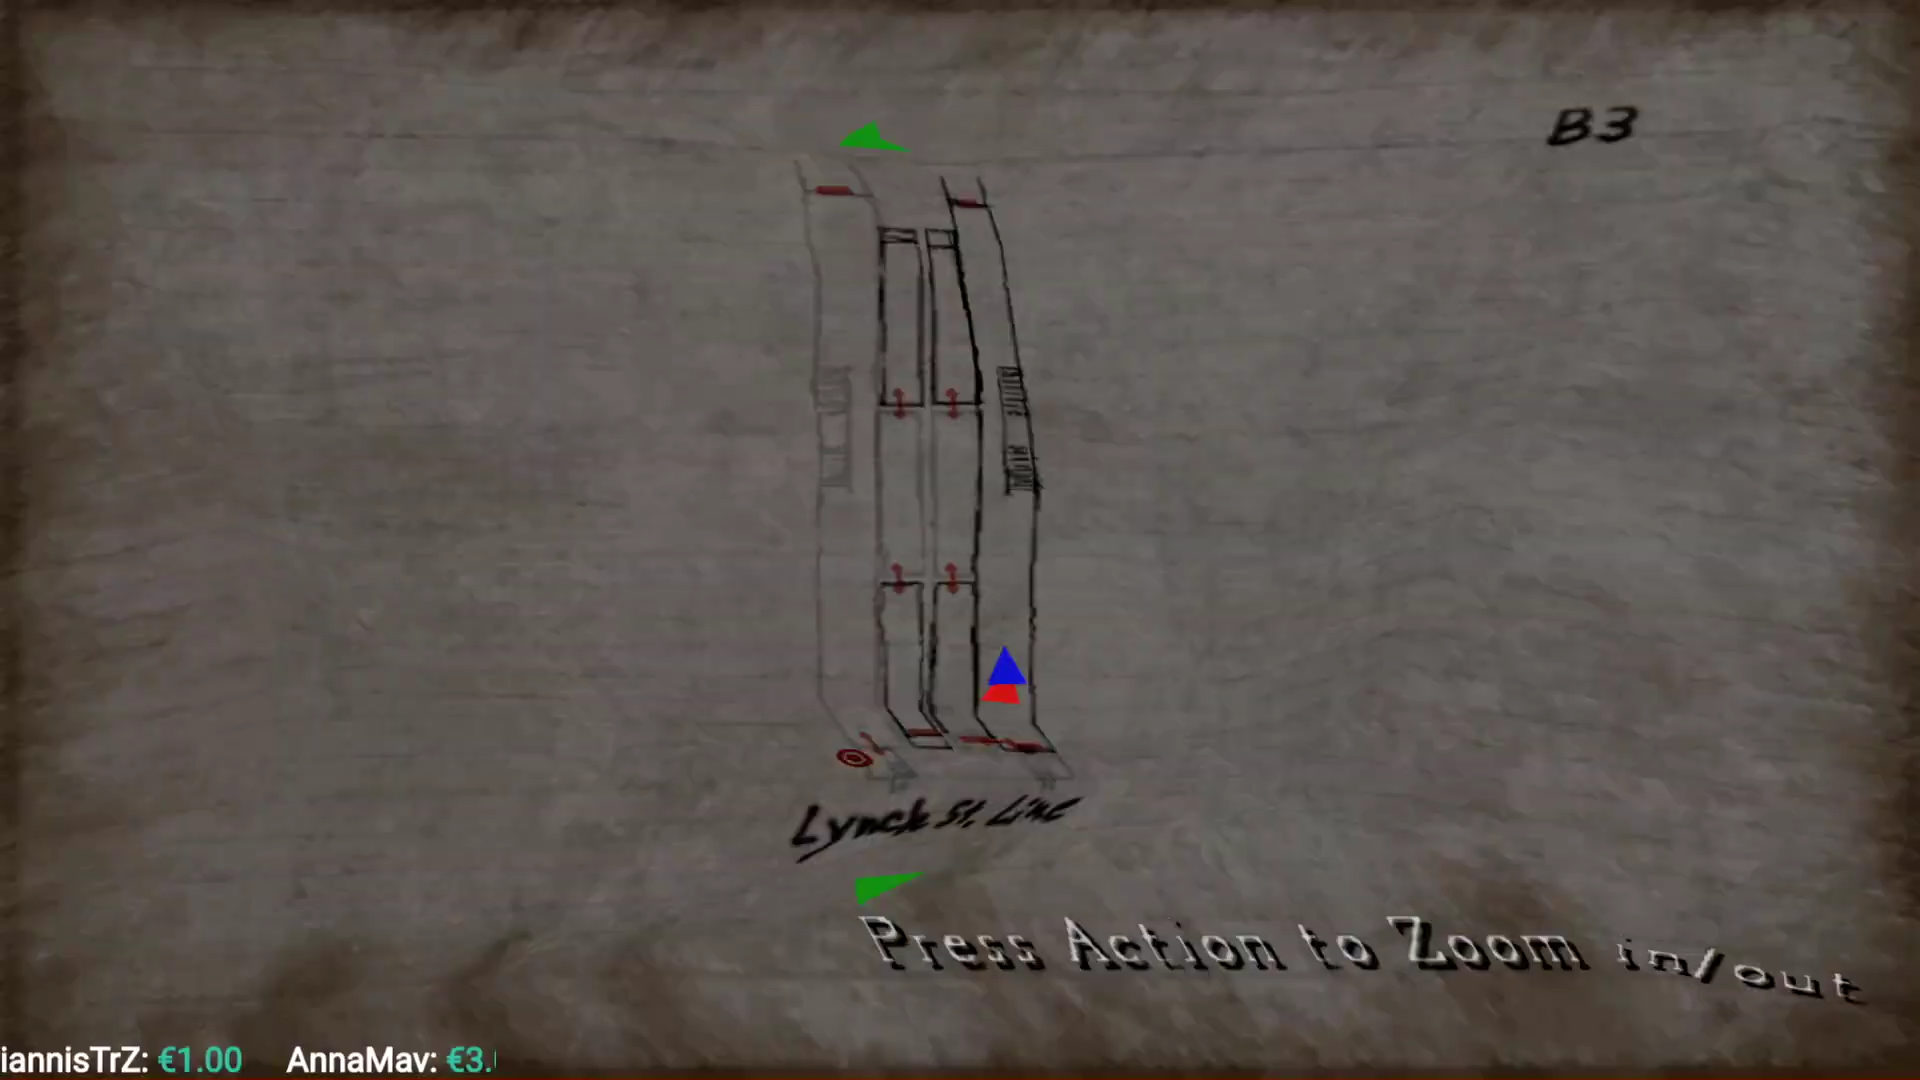 B3
Lynch St. Line
Press Action to Zoom in/out
iannisTrZ: €1.00 AnnaMav: €3.